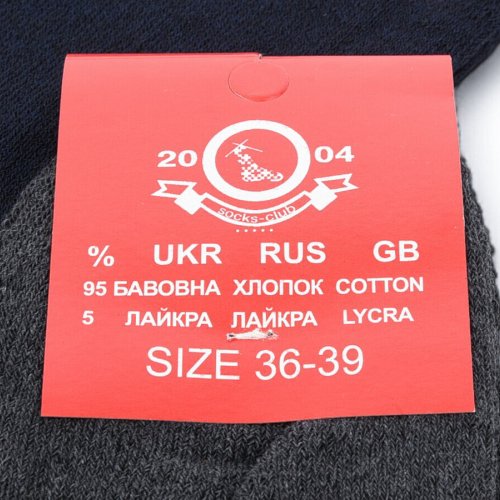 20 04
socks-club
% UKR RUS GB
95 БАВОВНА ХЛОПОК COTTON
5 ЛАЙКРА ЛАЙКРА LYCRA
SIZE 36-39